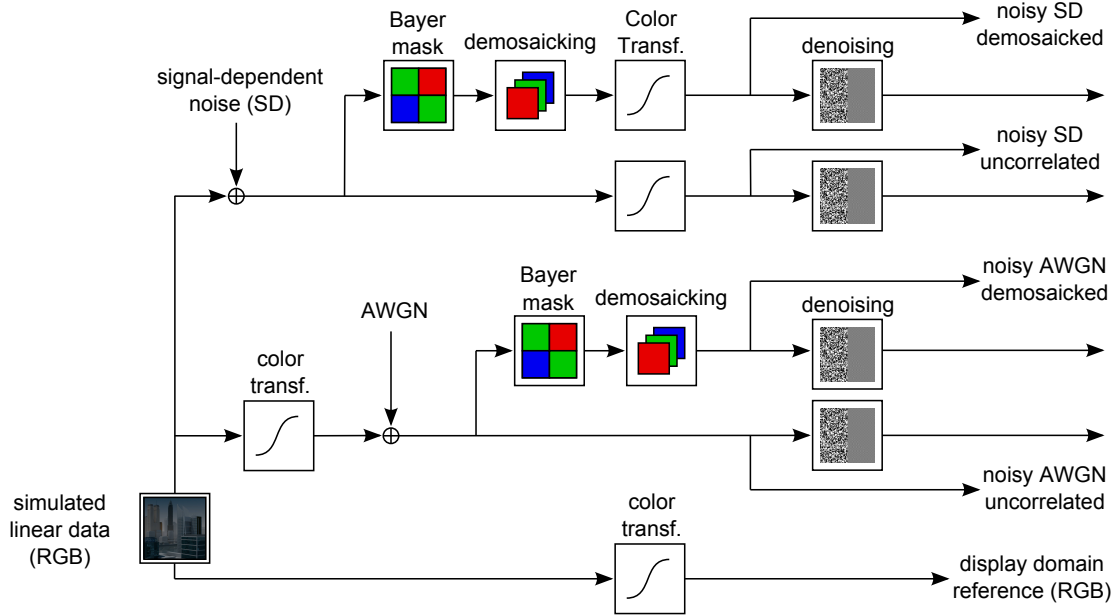 Bayer
mask
demosaicking
Color
Transf.
noisy SD
demosaicked
denoising
signal-dependent
noise (SD)
noisy SD
uncorrelated
Bayer
mask
demosaicking
noisy AWGN
demosaicked
denoising
AWGN
color
transf.
noisy AWGN
uncorrelated
simulated
linear data
(RGB)
color
transf.
display domain
reference (RGB)